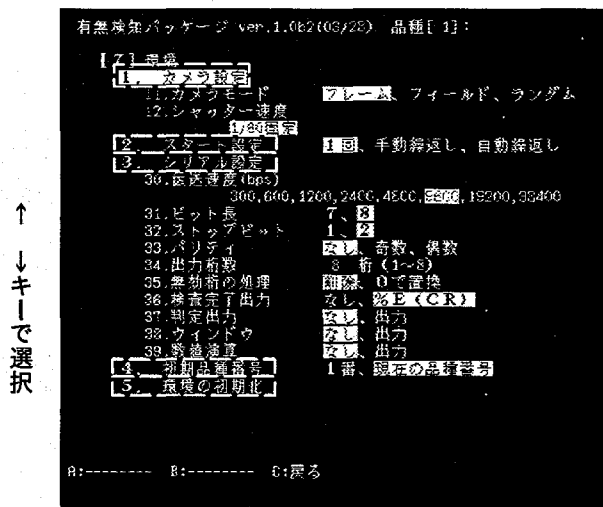 有無検知パッケージ ver.1.0b2(03/28) 品種[ 1]:
【7】環境
1. カメラ設定
11.カメラモード フレーム、フィールド、ランダム
12.シャッター速度
1/60固定
2. スタート設定 1回、手動繰返し、自動繰返し
3. シリアル設定
30.伝送速度(bps)
300,600,1200,2400,4800,9600,19200,38400
31.ビット長 7、8
32.ストップビット 1、2
33.パリティ なし、奇数、偶数
34.出力桁数 8 桁(1~8)
35.無効桁の処理 削除、0で置換
36.検査完了出力 なし、%E(CR)
37.判定出力 なし、出力
38.ウィンドウ なし、出力
39.数値演算 なし、出力
4. 初期品種番号 1番、現在の品種番号
5. 環境の初期化
A:-------- B:-------- C:戻る
↑ ↓キーで選択